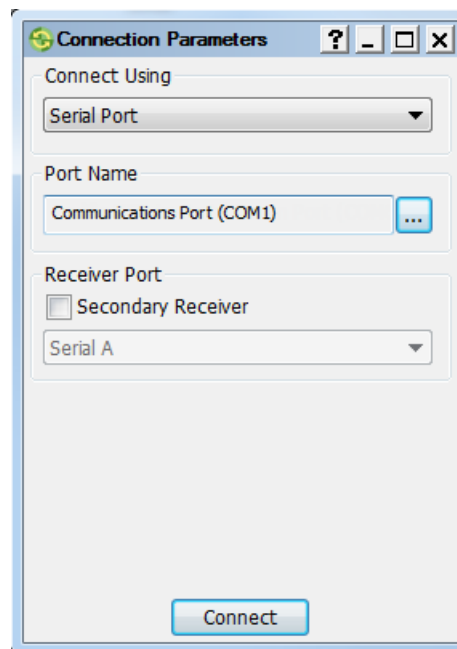 Connection Parameters
Connect Using
Serial Port
Port Name
Communications Port (COM1)
...
Receiver Port
Secondary Receiver
Serial A
Connect